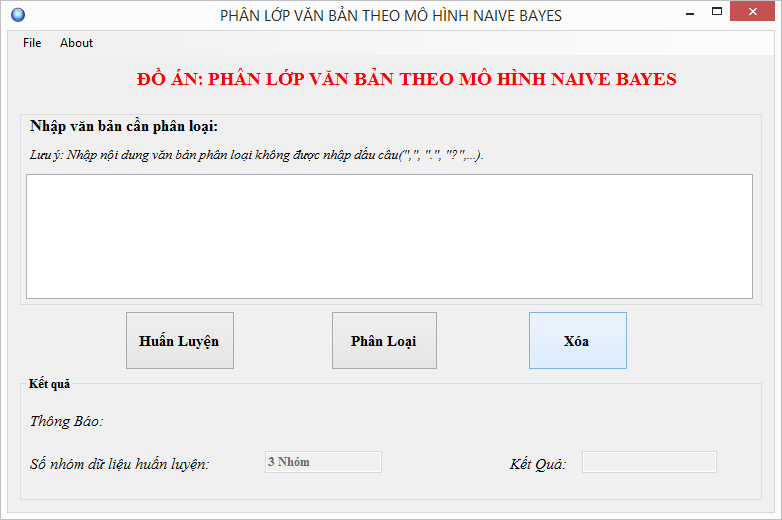 PHÂN LỚP VĂN BẢN THEO MÔ HÌNH NAIVE BAYES
File About
ĐỒ ÁN: PHÂN LỚP VĂN BẢN THEO MÔ HÌNH NAIVE BAYES
Nhập văn bản cần phân loại:
Lưu ý: Nhập nội dung văn bản phân loại không được nhập dấu câu(",", ".", "?",...).
Huấn Luyện Phân Loại Xóa
Kết quả
Thông Báo:
Số nhóm dữ liệu huấn luyện: 3 Nhóm Kết Quả: